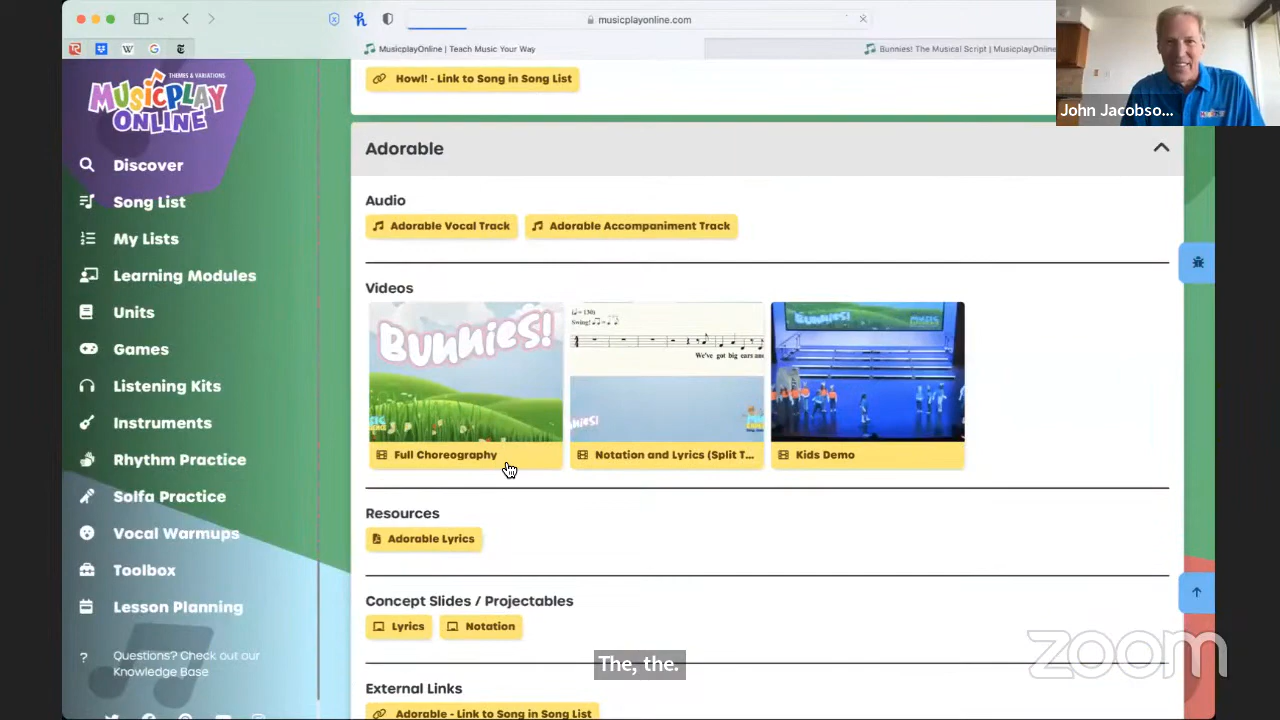 musicplayonline.com
MusicplayOnline | Teach Music Your Way
Bunnies! The Musical Script | MusicplayOnline
THEMES & VARIATIONS
MUSICPLAY
ONLINE
Discover
Song List
My Lists
Learning Modules
Units
Games
Listening Kits
Instruments
Rhythm Practice
Solfa Practice
Vocal Warmups
Toolbox
Lesson Planning
? Questions? Check out our
Knowledge Base
Howl! - Link to Song in Song List
Adorable
Audio
Adorable Vocal Track
Adorable Accompaniment Track
Videos
BUNNIES!
Swing!
We've got big ears and
Full Choreography
Notation and Lyrics (Split T...
Kids Demo
Resources
Adorable Lyrics
Concept Slides / Projectables
Lyrics
Notation
External Links
Adorable - Link to Song in Song List
John Jacobso...
The, the.
zoom